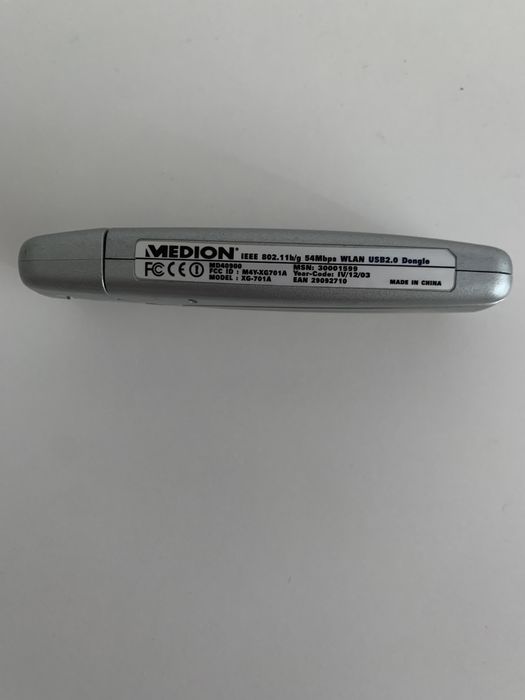 MEDION® IEEE 802.11b/g 54Mbps WLAN USB2.0 Dongle
MD40900 MSN: 30001599
FCC ID : M4Y-XG701A Year-Code: IV/12/03
MODEL : XG-701A EAN 29092710 MADE IN CHINA
FC CE